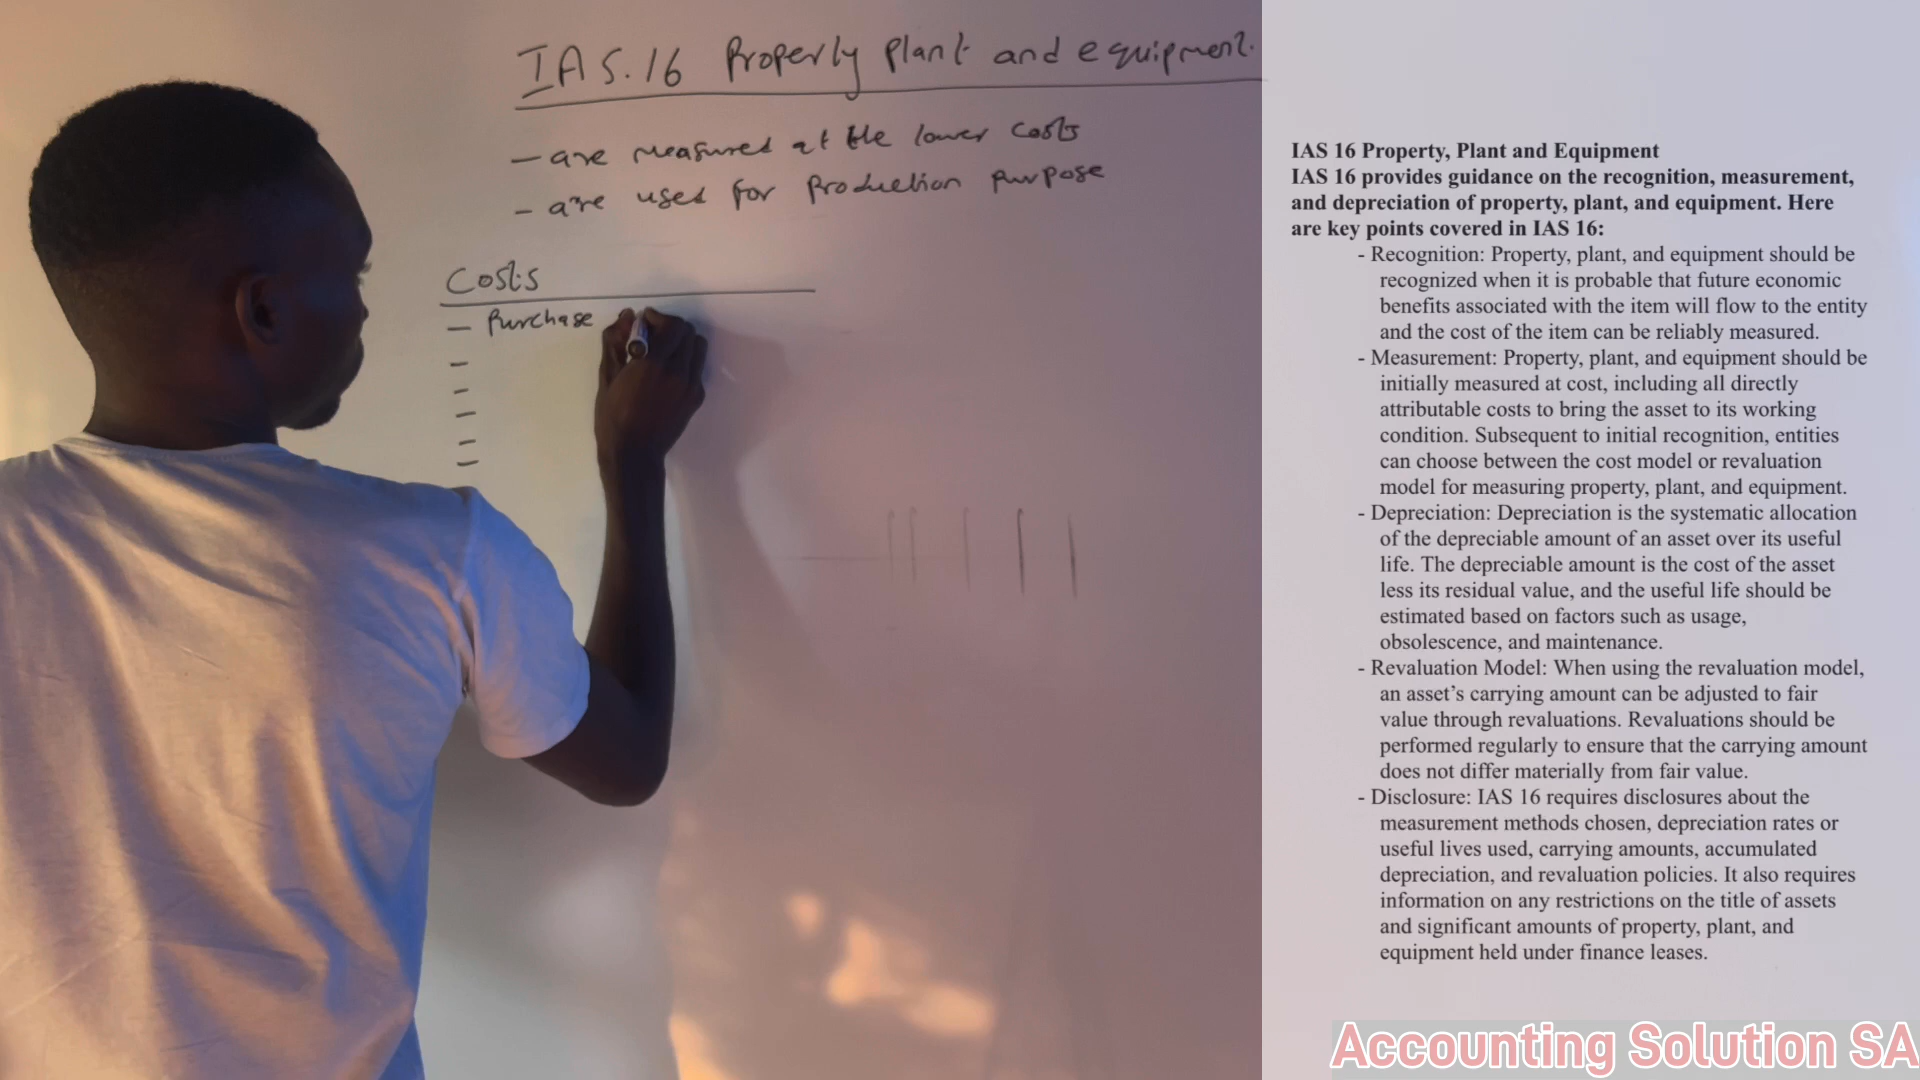 IAS.16 Property Plant and equipment.
- are measured at the lower costs
- are used for Production purpose
Costs
- Purchase
-
-
-
-
-
IAS 16 Property, Plant and Equipment
IAS 16 provides guidance on the recognition, measurement,
and depreciation of property, plant, and equipment. Here
are key points covered in IAS 16:
- Recognition: Property, plant, and equipment should be
recognized when it is probable that future economic
benefits associated with the item will flow to the entity
and the cost of the item can be reliably measured.
- Measurement: Property, plant, and equipment should be
initially measured at cost, including all directly
attributable costs to bring the asset to its working
condition. Subsequent to initial recognition, entities
can choose between the cost model or revaluation
model for measuring property, plant, and equipment.
- Depreciation: Depreciation is the systematic allocation
of the depreciable amount of an asset over its useful
life. The depreciable amount is the cost of the asset
less its residual value, and the useful life should be
estimated based on factors such as usage,
obsolescence, and maintenance.
- Revaluation Model: When using the revaluation model,
an asset's carrying amount can be adjusted to fair
value through revaluations. Revaluations should be
performed regularly to ensure that the carrying amount
does not differ materially from fair value.
- Disclosure: IAS 16 requires disclosures about the
measurement methods chosen, depreciation rates or
useful lives used, carrying amounts, accumulated
depreciation, and revaluation policies. It also requires
information on any restrictions on the title of assets
and significant amounts of property, plant, and
equipment held under finance leases.
Accounting Solution SA